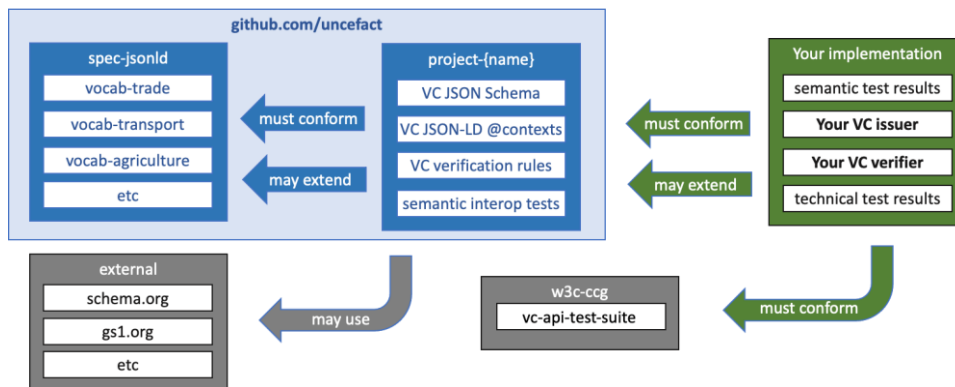 github.com/uncefact
spec-jsonld
vocab-trade
vocab-transport
vocab-agriculture
etc
must conform
may extend
project-{name}
VC JSON Schema
VC JSON-LD @contexts
VC verification rules
semantic interop tests
must conform
may extend
Your implementation
semantic test results
Your VC issuer
Your VC verifier
technical test results
external
schema.org
gs1.org
etc
may use
w3c-ccg
vc-api-test-suite
must conform